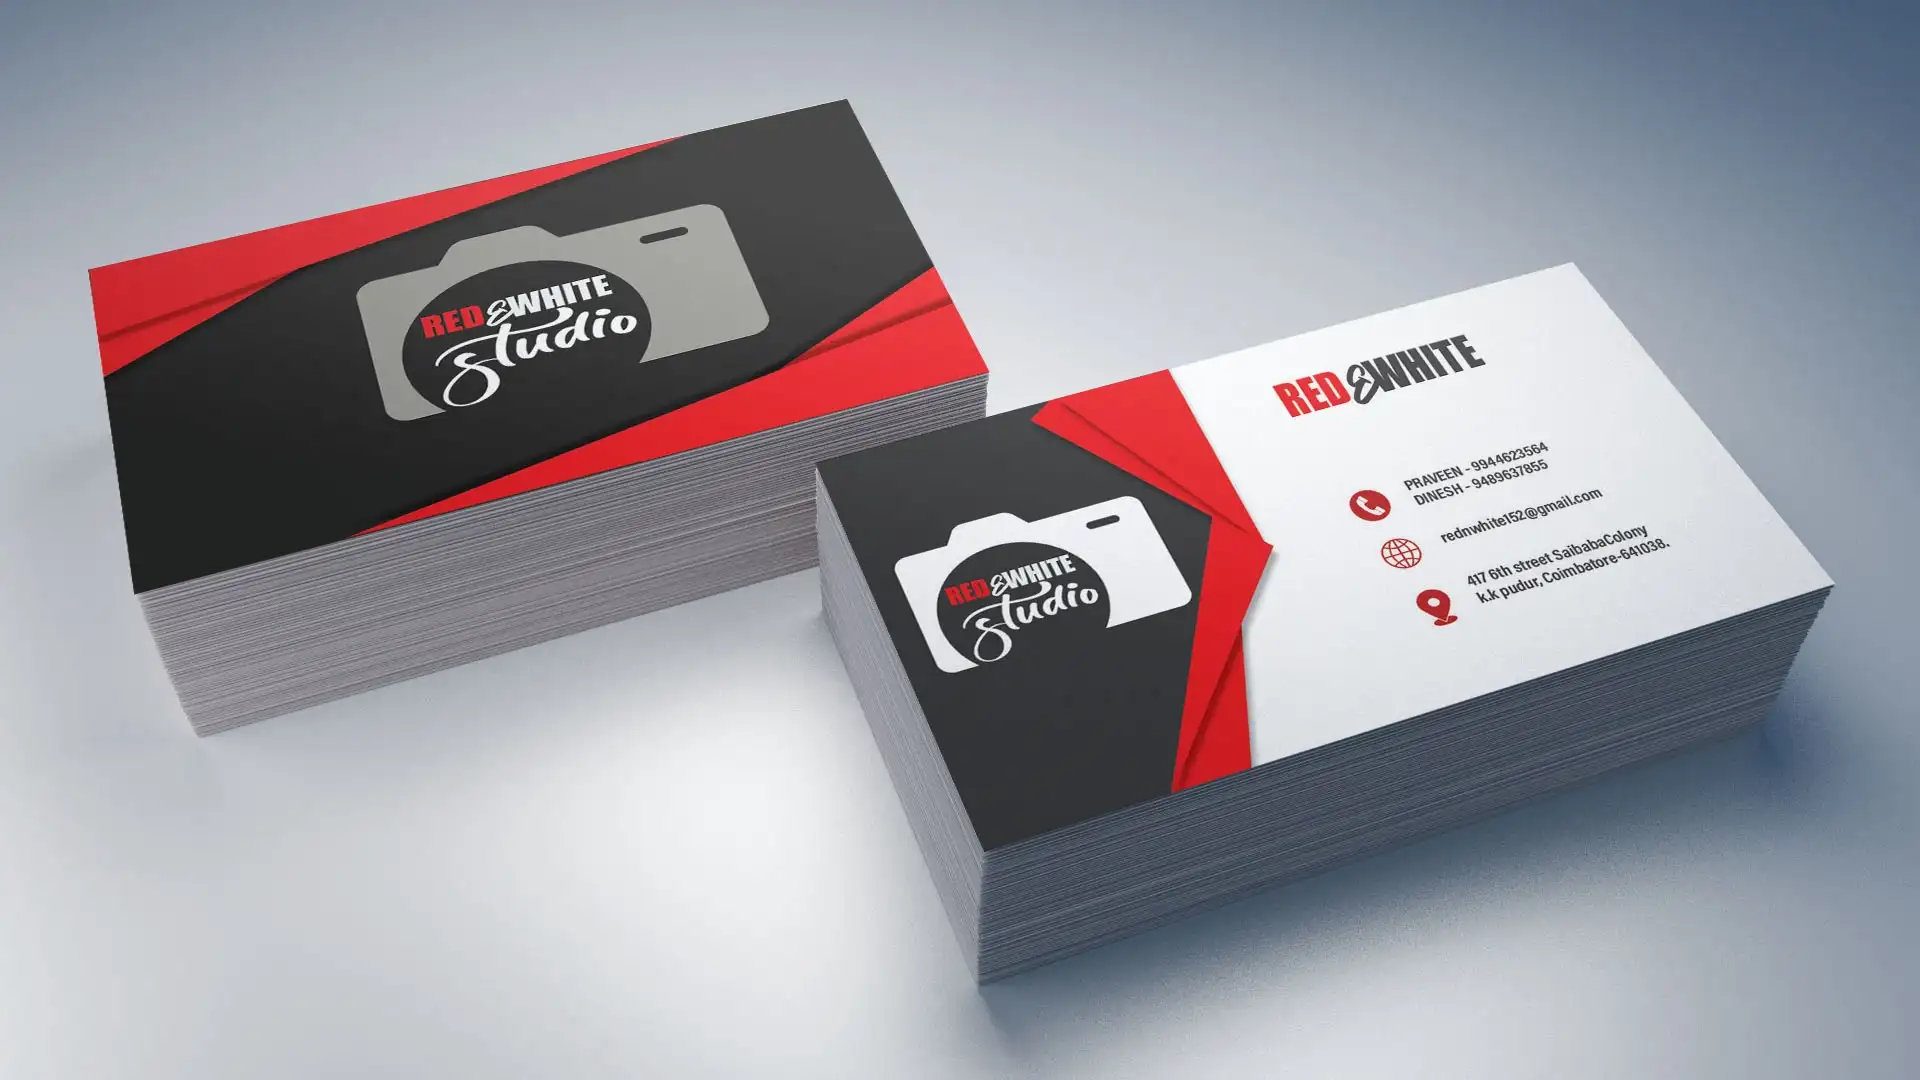 RED&WHITE
studio
RED&WHITE
PRAVEEN - 9944623564
DINESH - 9489637855
rednwhite152@gmail.com
417 6th street SaibabaColony
k.k pudur, Coimbatore-641038.
RED&WHITE
studio